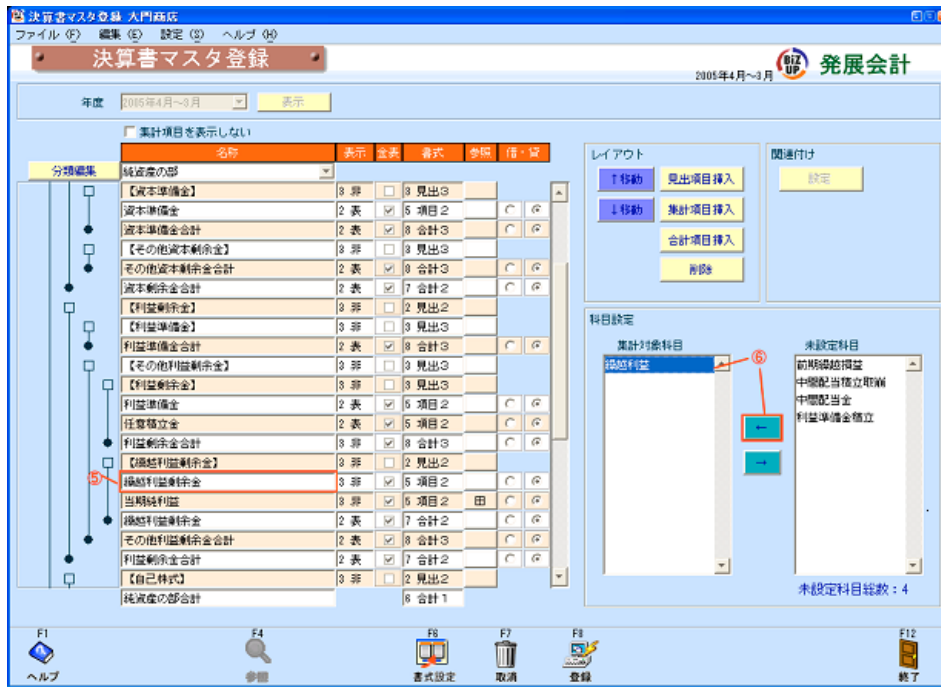 決算書マスタ登録 大門商店
ファイル (F) 編集 (E) 設定 (S) ヘルプ (H)
決算書マスタ登録
2005年4月～3月 BIZ UP 発展会計
年度 2005年4月～3月 表示
集計項目を表示しない
名称 表示 金表 書式 参照 借・貸
分類編集 純資産の部
【資本準備金】 3 非 3 見出3
資本準備金 2 表 5 項目2
資本準備金合計 2 表 8 合計3
【その他資本剰余金】 3 非 3 見出3
その他資本剰余金合計 2 表 8 合計3
資本剰余金合計 2 表 7 合計2
【利益剰余金】 3 非 2 見出2
【利益準備金】 3 非 3 見出3
利益準備金合計 2 表 8 合計3
【その他利益剰余金】 3 非 3 見出3
【利益剰余金】 3 非 3 見出3
利益準備金 2 表 5 項目2
任意積立金 2 表 5 項目2
利益剰余金合計 3 非 8 合計3
【繰越利益剰余金】 3 非 2 見出2
⑤ 繰越利益剰余金 3 非 5 項目2
当期純利益 3 非 5 項目2 田
繰越利益剰余金 2 表 7 合計2
その他利益剰余金合計 2 表 8 合計3
利益剰余金合計 2 表 7 合計2
【自己株式】 3 非 2 見出2
純資産の部合計 6 合計1
レイアウト
↑移動 見出項目挿入
↓移動 集計項目挿入
合計項目挿入
削除
関連付け
設定
科目設定
集計対象科目
繰越利益
⑥
←
→
未設定科目
前期繰越損益
中間配当積立取崩
中間配当金
利益準備金積立
未設定科目総数：4
F1 F4 F6 F7 F8 F12
ヘルプ 参照 書式設定 取消 登録 終了